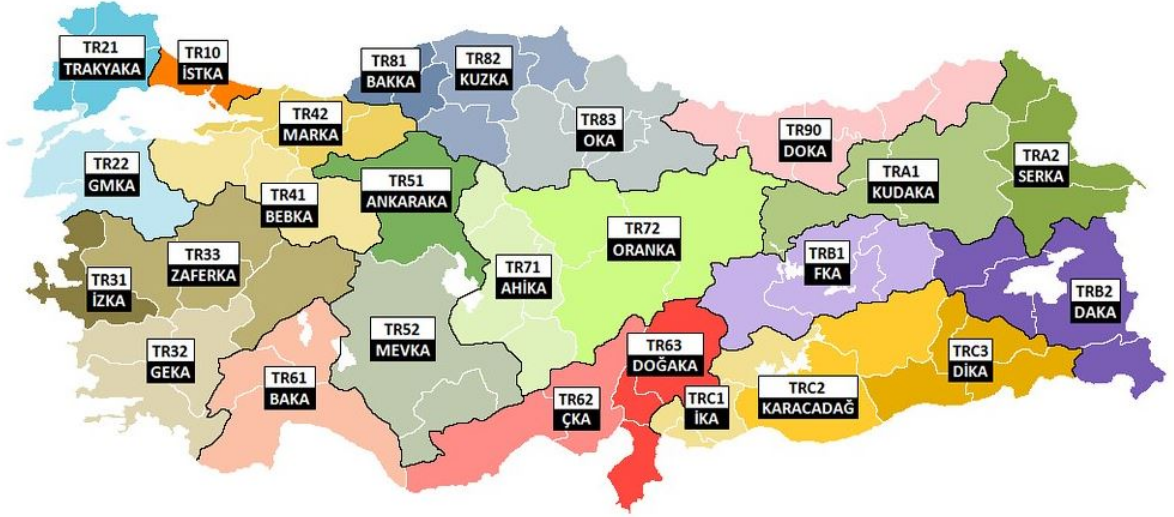 TR21
TRAKYAKA
TR10
İSTKA
TR81
BAKKA
TR82
KUZKA
TR42
MARKA
TR83
OKA
TR90
DOKA
TRA2
SERKA
TR22
GMKA
TR41
BEBKA
TR51
ANKARAKA
TRA1
KUDAKA
TR72
ORANKA
TR33
ZAFERKA
TR71
AHİKA
TRB1
FKA
TR31
İZKA
TRB2
DAKA
TR52
MEVKA
TR32
GEKA
TR63
DOĞAKA
TRC3
DİKA
TR61
BAKA
TR62
ÇKA
TRC1
İKA
TRC2
KARACADAĞ